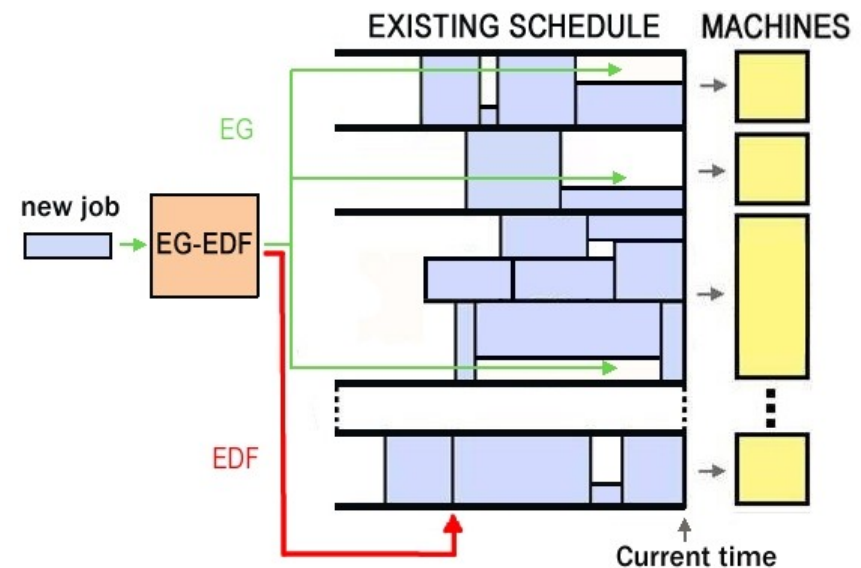 EXISTING SCHEDULE
MACHINES
EG
new job
EG-EDF
EDF
Current time